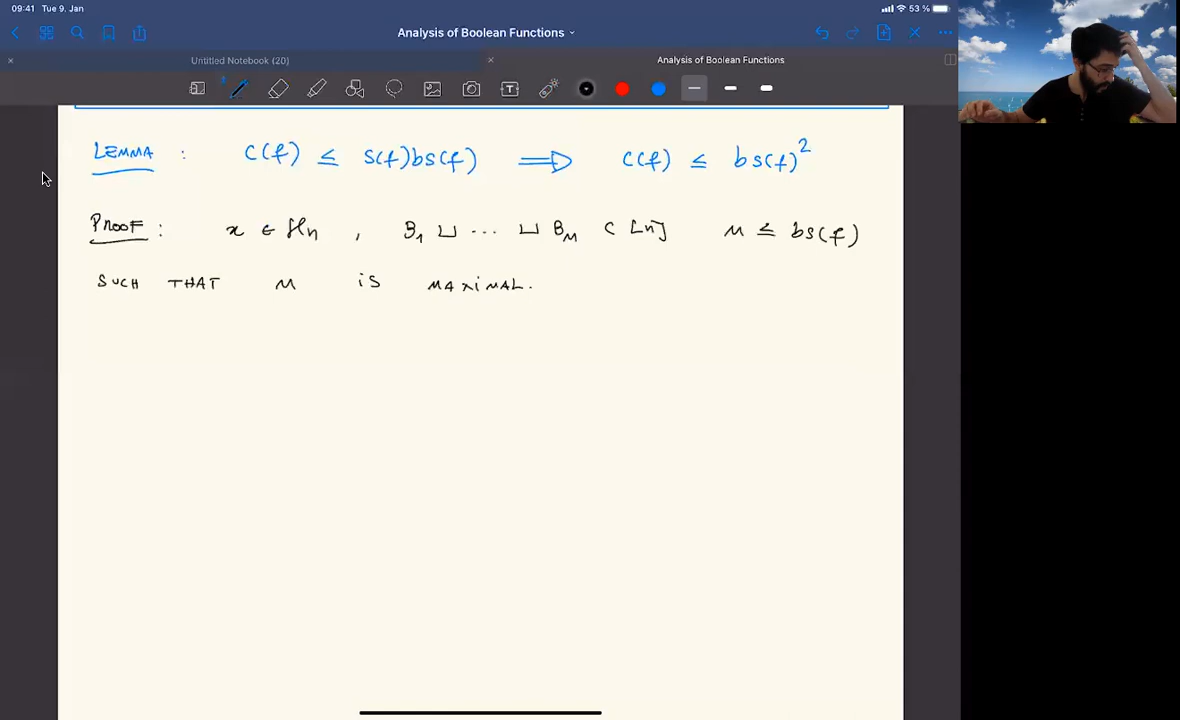 09:41 Tue 9. Jan
53 %
Analysis of Boolean Functions
Untitled Notebook (20)
Analysis of Boolean Functions
LEMMA : C(f) ≤ s(f)bs(f) ⟹ C(f) ≤ bs(f)²
PROOF : x ∈ Hn , B₁ ⊔ ... ⊔ B_M ⊂ [n] M ≤ bs(f)
SUCH THAT M is MAXIMAL.